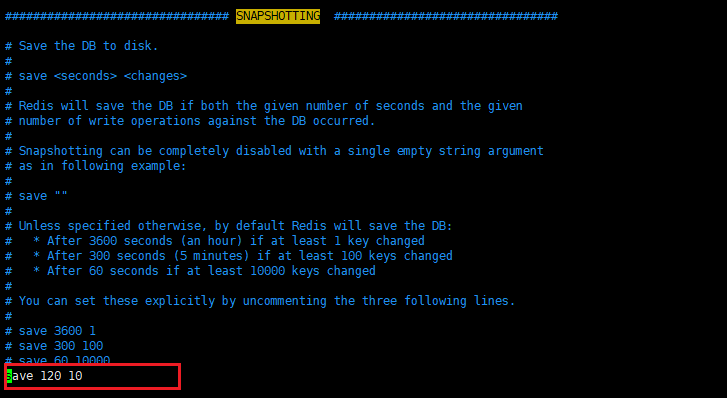 ################################ SNAPSHOTTING ################################
# Save the DB to disk.
#
# save <seconds> <changes>
#
# Redis will save the DB if both the given number of seconds and the given
# number of write operations against the DB occurred.
#
# Snapshotting can be completely disabled with a single empty string argument
# as in following example:
#
# save ""
#
# Unless specified otherwise, by default Redis will save the DB:
#   * After 3600 seconds (an hour) if at least 1 key changed
#   * After 300 seconds (5 minutes) if at least 100 keys changed
#   * After 60 seconds if at least 10000 keys changed
#
# You can set these explicitly by uncommenting the three following lines.
#
# save 3600 1
# save 300 100
# save 60 10000
save 120 10